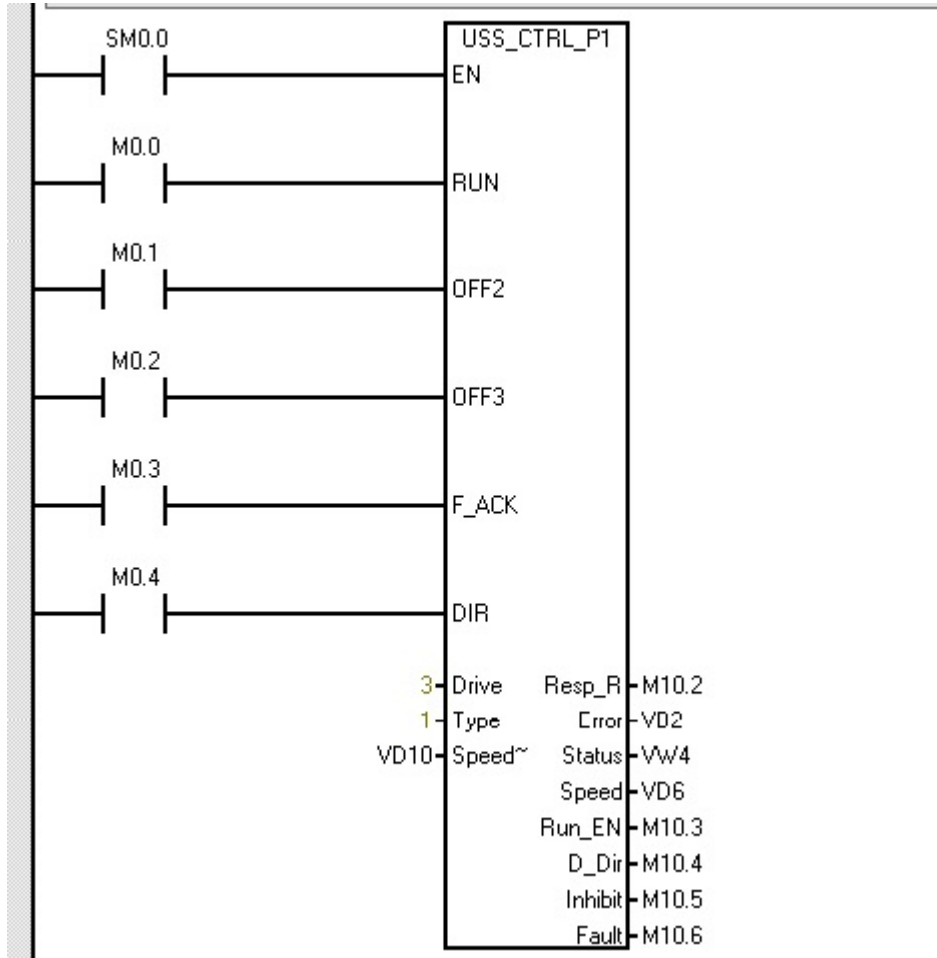 SM0.0
USS_CTRL_P1
EN
M0.0
RUN
M0.1
OFF2
M0.2
OFF3
M0.3
F_ACK
M0.4
DIR
3 Drive Resp_R M10.2
1 Type Error VD2
VD10 Speed~ Status VW4
Speed VD6
Run_EN M10.3
D_Dir M10.4
Inhibit M10.5
Fault M10.6